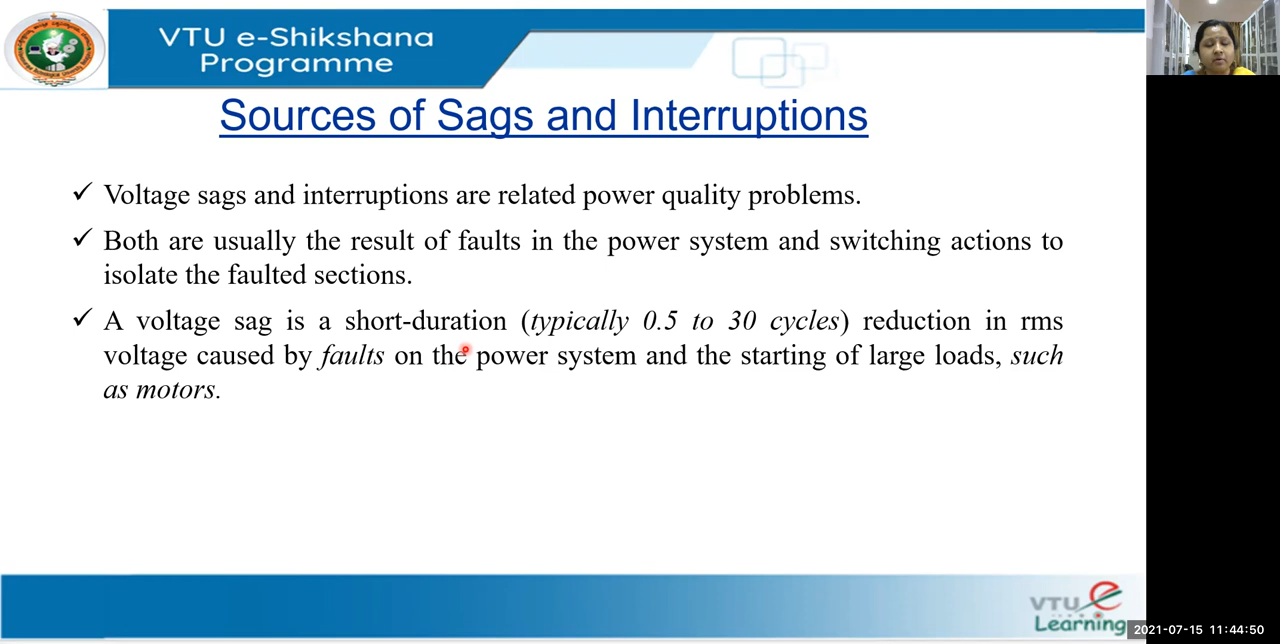 VTU e-Shikshana
Programme
Sources of Sags and Interruptions
✓ Voltage sags and interruptions are related power quality problems.
✓ Both are usually the result of faults in the power system and switching actions to
isolate the faulted sections.
✓ A voltage sag is a short-duration (typically 0.5 to 30 cycles) reduction in rms
voltage caused by faults on the power system and the starting of large loads, such
as motors.
VTU e
Learning
2021-07-15 11:44:50